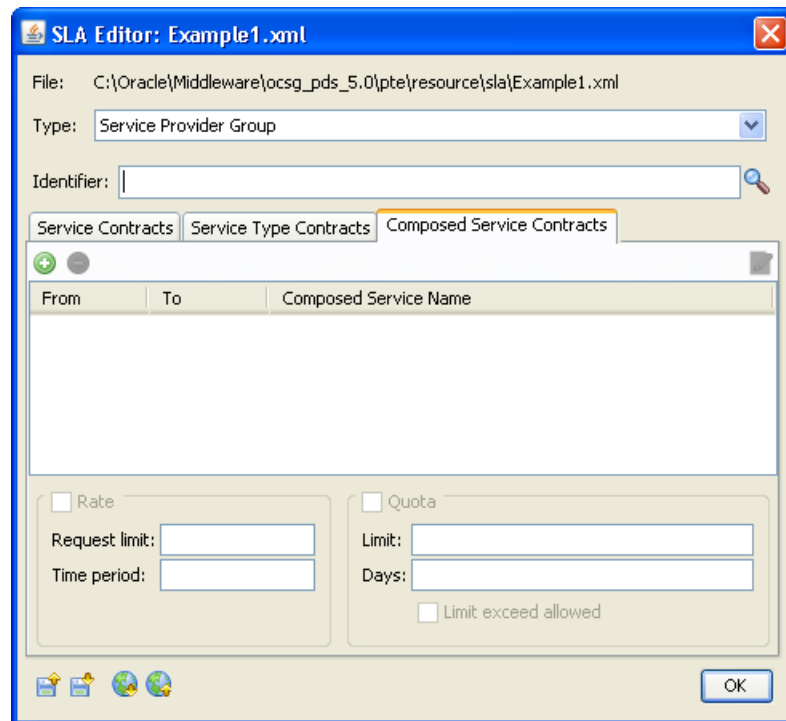 SLA Editor: Example1.xml
File: C:\Oracle\Middleware\ocsg_pds_5.0\pte\resource\sla\Example1.xml
Type: Service Provider Group
Identifier:
Service Contracts Service Type Contracts Composed Service Contracts
From To Composed Service Name
Rate Quota
Request limit: Limit:
Time period: Days:
Limit exceed allowed
OK